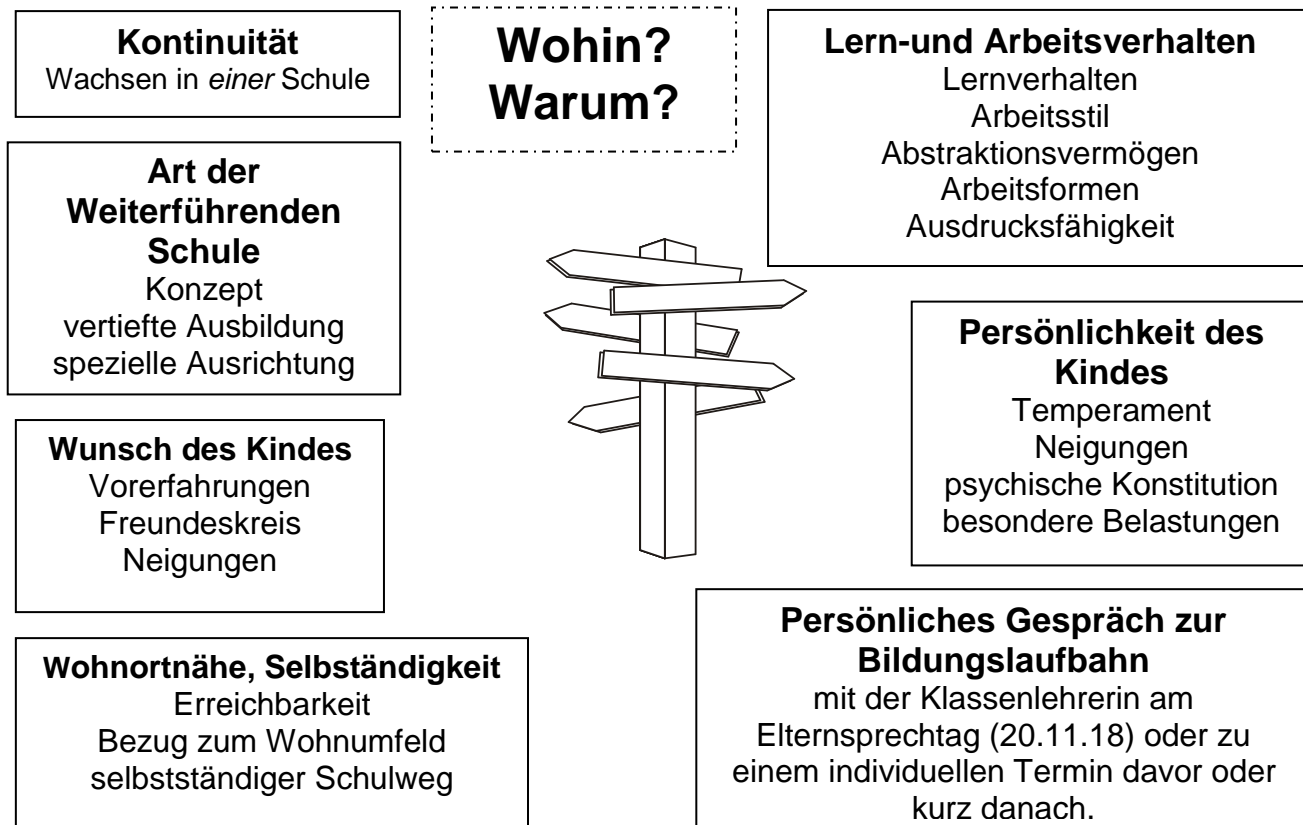 Kontinuität
Wachsen in einer Schule
Wohin?
Warum?
Lern-und Arbeitsverhalten
Lernverhalten
Arbeitsstil
Abstraktionsvermögen
Arbeitsformen
Ausdrucksfähigkeit
Art der
Weiterführenden
Schule
Konzept
vertiefte Ausbildung
spezielle Ausrichtung
Persönlichkeit des
Kindes
Temperament
Neigungen
psychische Konstitution
besondere Belastungen
Wunsch des Kindes
Vorerfahrungen
Freundeskreis
Neigungen
Wohnortnähe, Selbständigkeit
Erreichbarkeit
Bezug zum Wohnumfeld
selbstständiger Schulweg
Persönliches Gespräch zur
Bildungslaufbahn
mit der Klassenlehrerin am
Elternsprechtag (20.11.18) oder zu
einem individuellen Termin davor oder
kurz danach.